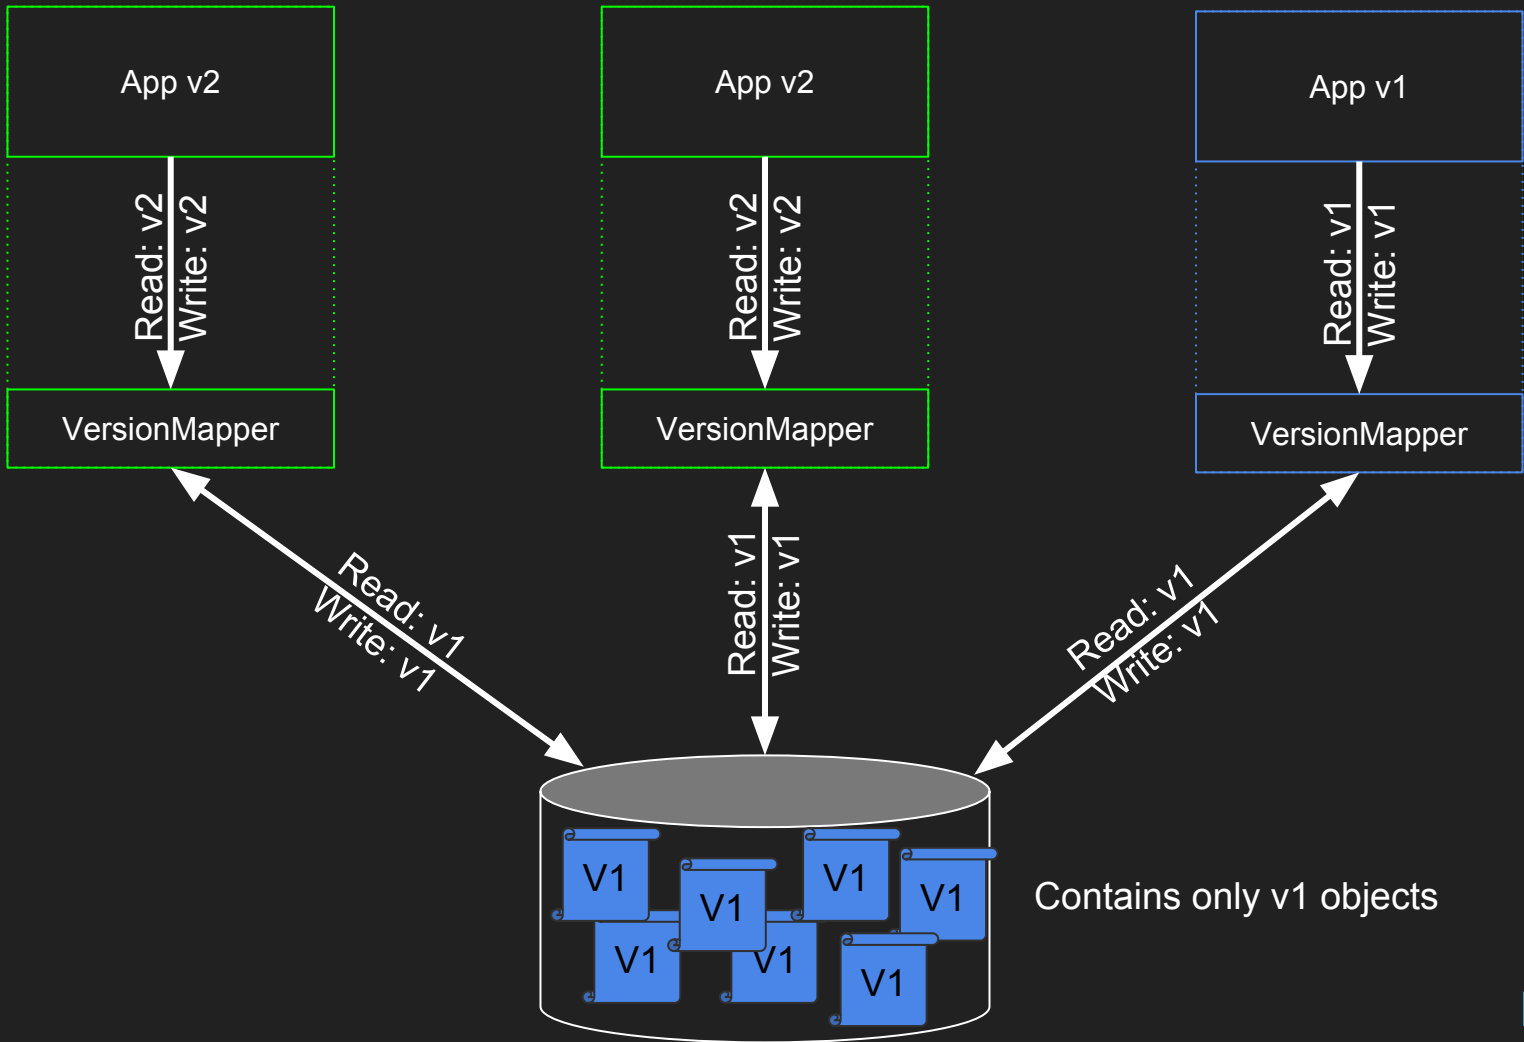 App v2
App v2
App v1
Read: v2
Write: v2
Read: v2
Write: v2
Read: v1
Write: v1
VersionMapper
VersionMapper
VersionMapper
Read: v1
Write: v1
Read: v1
Write: v1
Read: v1
Write: v1
V1
V1
V1
V1
V1
V1
V1
Contains only v1 objects